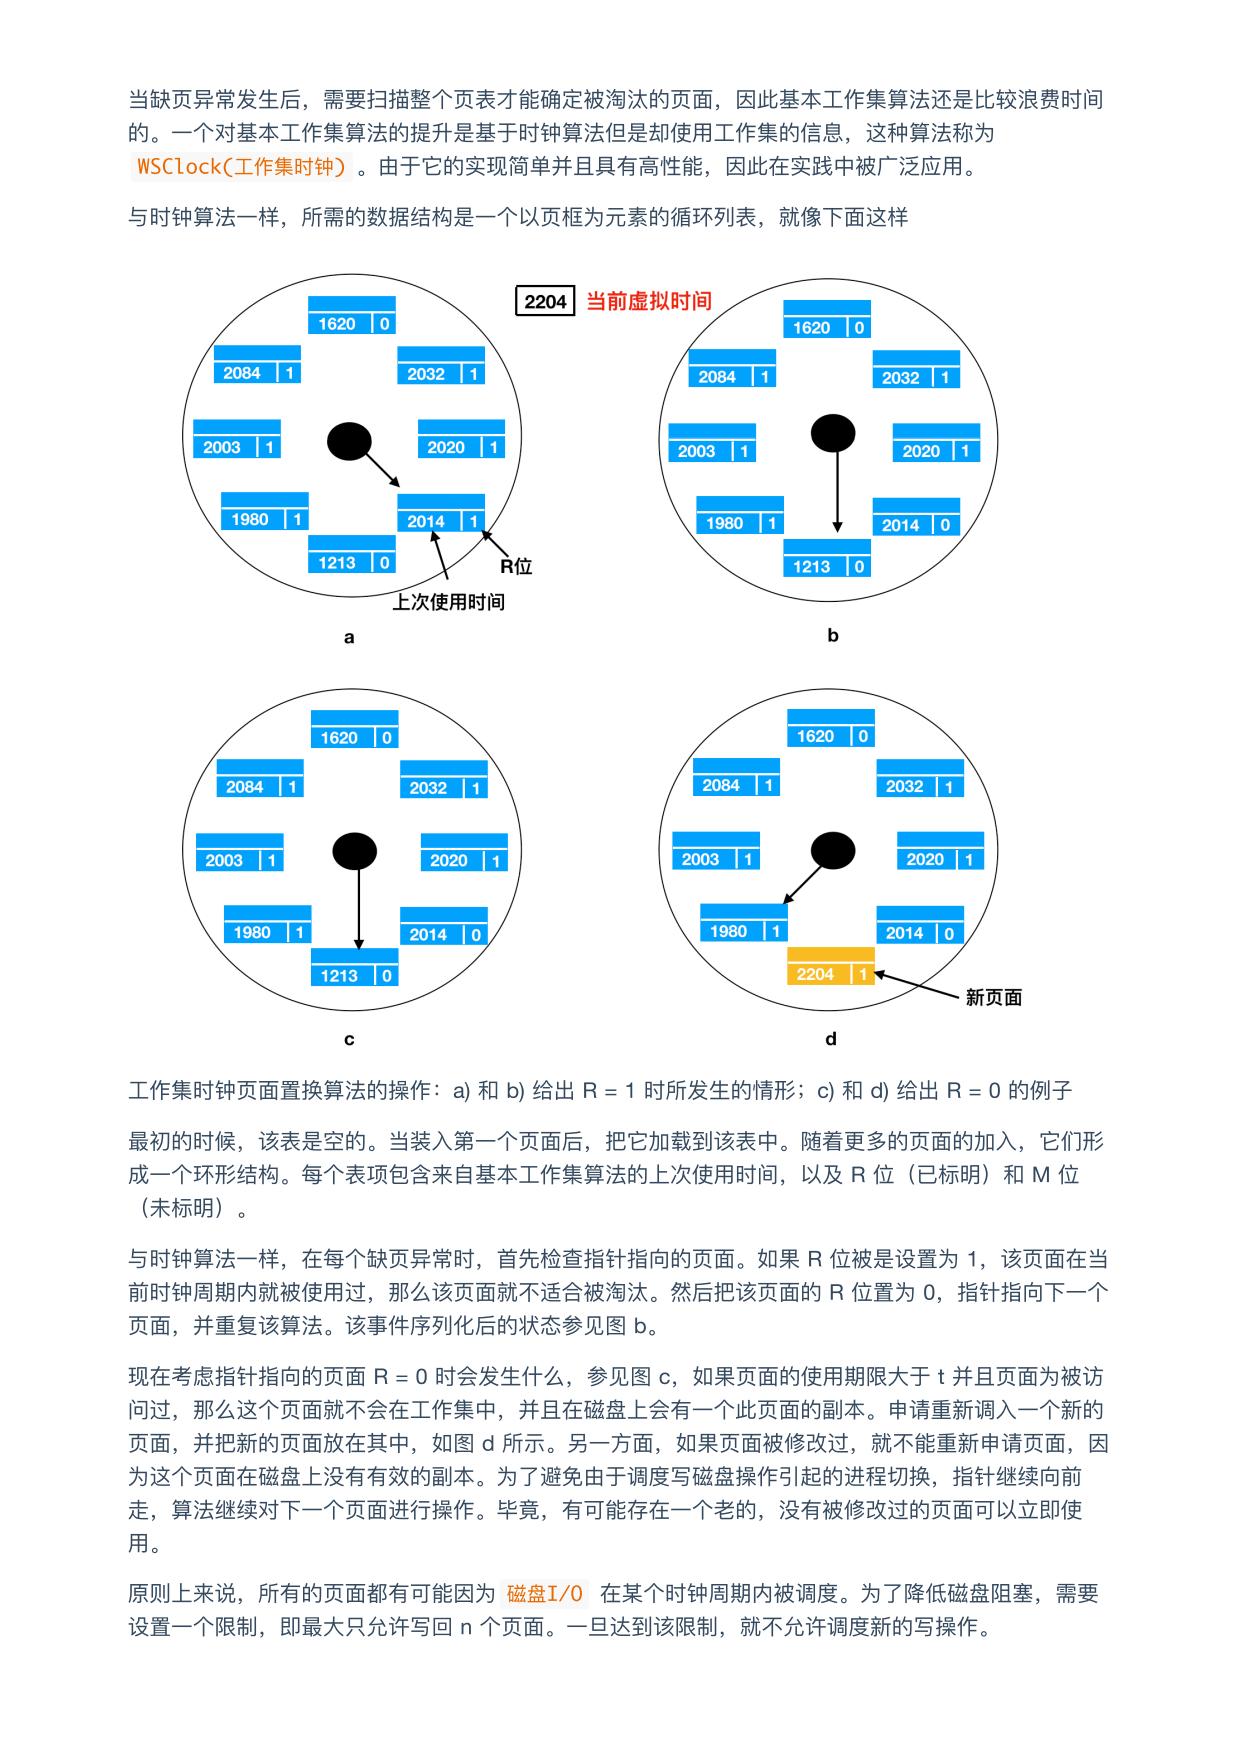 当缺页异常发生后，需要扫描整个页表才能确定被淘汰的页面，因此基本工作集算法还是比较浪费时间
的。一个对基本工作集算法的提升是基于时钟算法但是却使用工作集的信息，这种算法称为
WSClock(工作集时钟) 。由于它的实现简单并且具有高性能，因此在实践中被广泛应用。
与时钟算法一样，所需的数据结构是一个以页框为元素的循环列表，就像下面这样
2204 当前虚拟时间
1620 0
2084 1
2032 1
2003 1
2020 1
1980 1
2014 1
1213 0
R位
上次使用时间
a
1620 0
2084 1
2032 1
2003 1
2020 1
1980 1
2014 0
1213 0
b
1620 0
2084 1
2032 1
2003 1
2020 1
1980 1
2014 0
1213 0
c
1620 0
2084 1
2032 1
2003 1
2020 1
1980 1
2014 0
2204 1
新页面
d
工作集时钟页面置换算法的操作：a) 和 b) 给出 R = 1 时所发生的情形；c) 和 d) 给出 R = 0 的例子
最初的时候，该表是空的。当装入第一个页面后，把它加载到该表中。随着更多的页面的加入，它们形
成一个环形结构。每个表项包含来自基本工作集算法的上次使用时间，以及 R 位（已标明）和 M 位
（未标明）。
与时钟算法一样，在每个缺页异常时，首先检查指针指向的页面。如果 R 位被是设置为 1，该页面在当
前时钟周期内就被使用过，那么该页面就不适合被淘汰。然后把该页面的 R 位置为 0，指针指向下一个
页面，并重复该算法。该事件序列化后的状态参见图 b。
现在考虑指针指向的页面 R = 0 时会发生什么，参见图 c，如果页面的使用期限大于 t 并且页面为被访
问过，那么这个页面就不会在工作集中，并且在磁盘上会有一个此页面的副本。申请重新调入一个新的
页面，并把新的页面放在其中，如图 d 所示。另一方面，如果页面被修改过，就不能重新申请页面，因
为这个页面在磁盘上没有有效的副本。为了避免由于调度写磁盘操作引起的进程切换，指针继续向前
走，算法继续对下一个页面进行操作。毕竟，有可能存在一个老的，没有被修改过的页面可以立即使
用。
原则上来说，所有的页面都有可能因为 磁盘I/O 在某个时钟周期内被调度。为了降低磁盘阻塞，需要
设置一个限制，即最大只允许写回 n 个页面。一旦达到该限制，就不允许调度新的写操作。